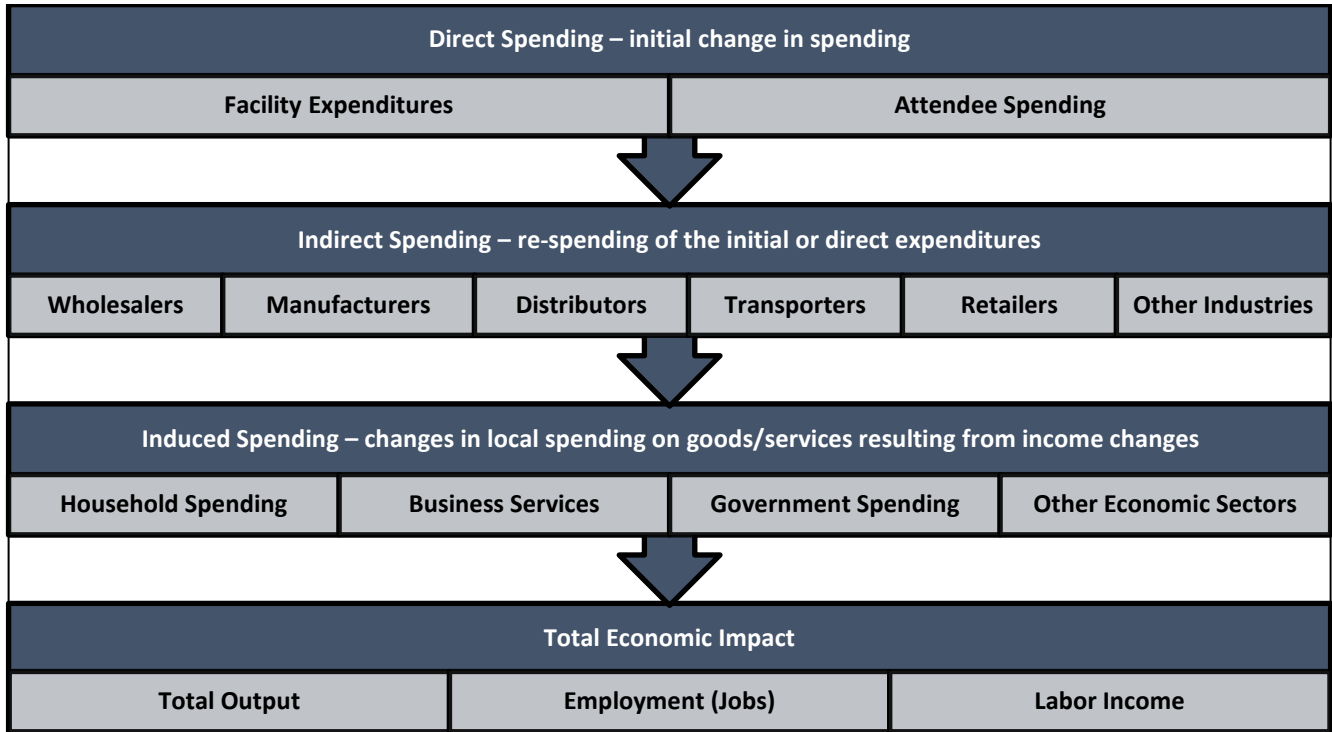 Direct Spending – initial change in spending
Facility Expenditures
Attendee Spending
Indirect Spending – re-spending of the initial or direct expenditures
Wholesalers
Manufacturers
Distributors
Transporters
Retailers
Other Industries
Induced Spending – changes in local spending on goods/services resulting from income changes
Household Spending
Business Services
Government Spending
Other Economic Sectors
Total Economic Impact
Total Output
Employment (Jobs)
Labor Income